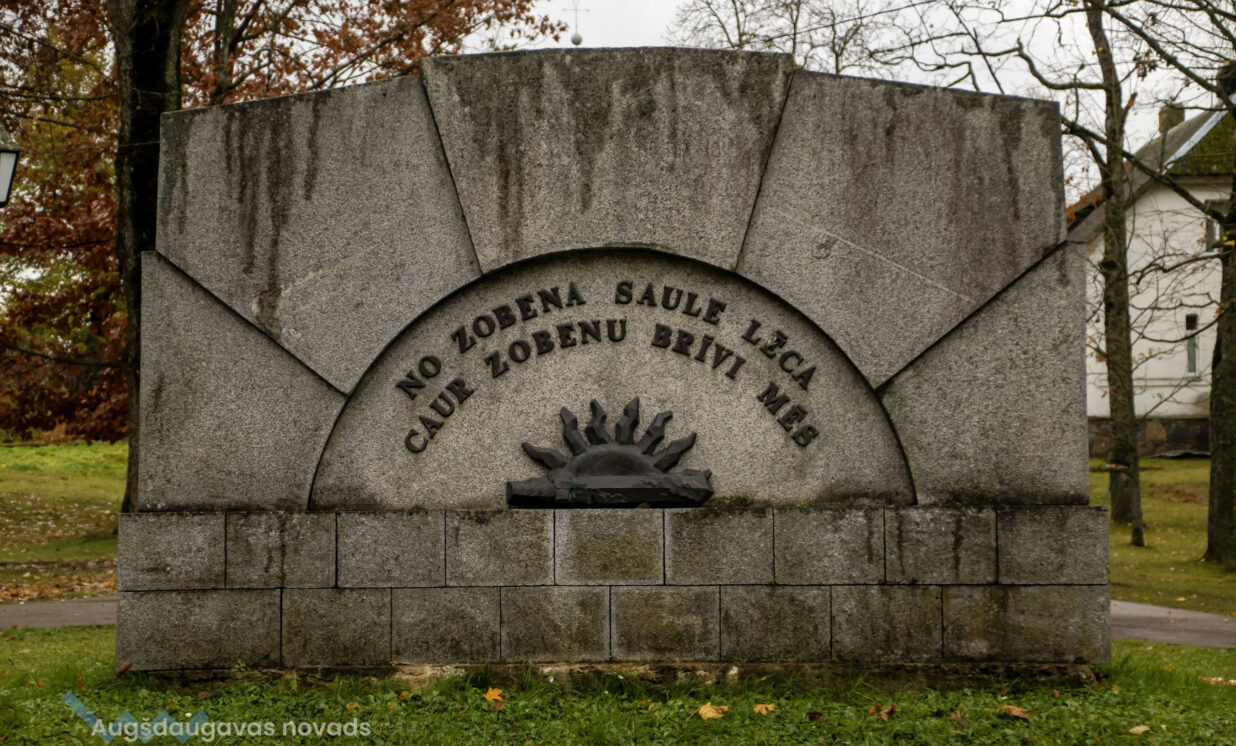 NO ZOBENA SAULE LĒCA
CAUR ZOBENU BRĪVI MĒS
Augšdaugavas novads